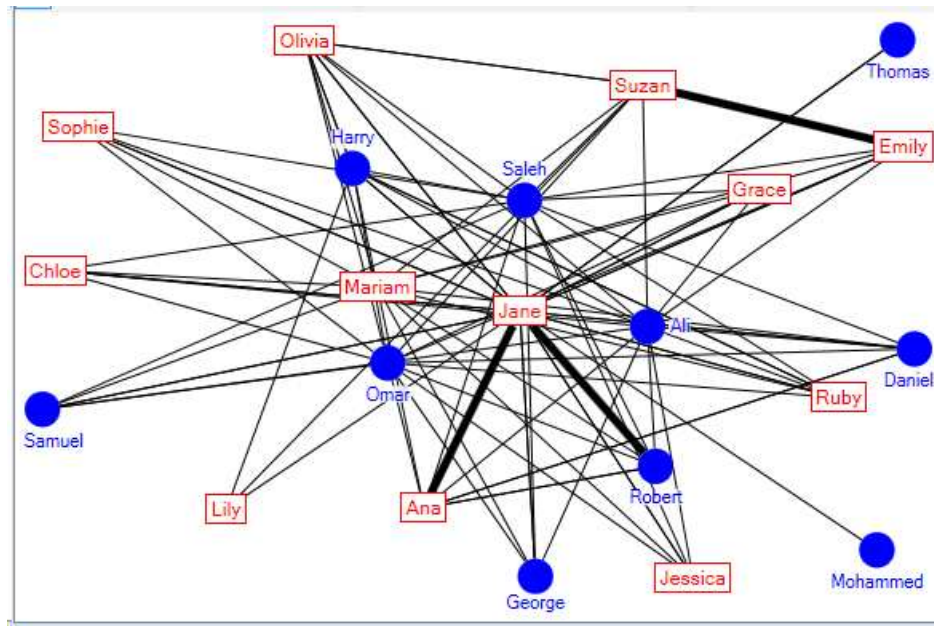 Olivia
Thomas
Suzan
Sophie
Harry
Emily
Saleh
Grace
Chloe
Mariam
Jane
Ali
Daniel
Omar
Ruby
Samuel
Robert
Lily
Ana
Jessica
Mohammed
George